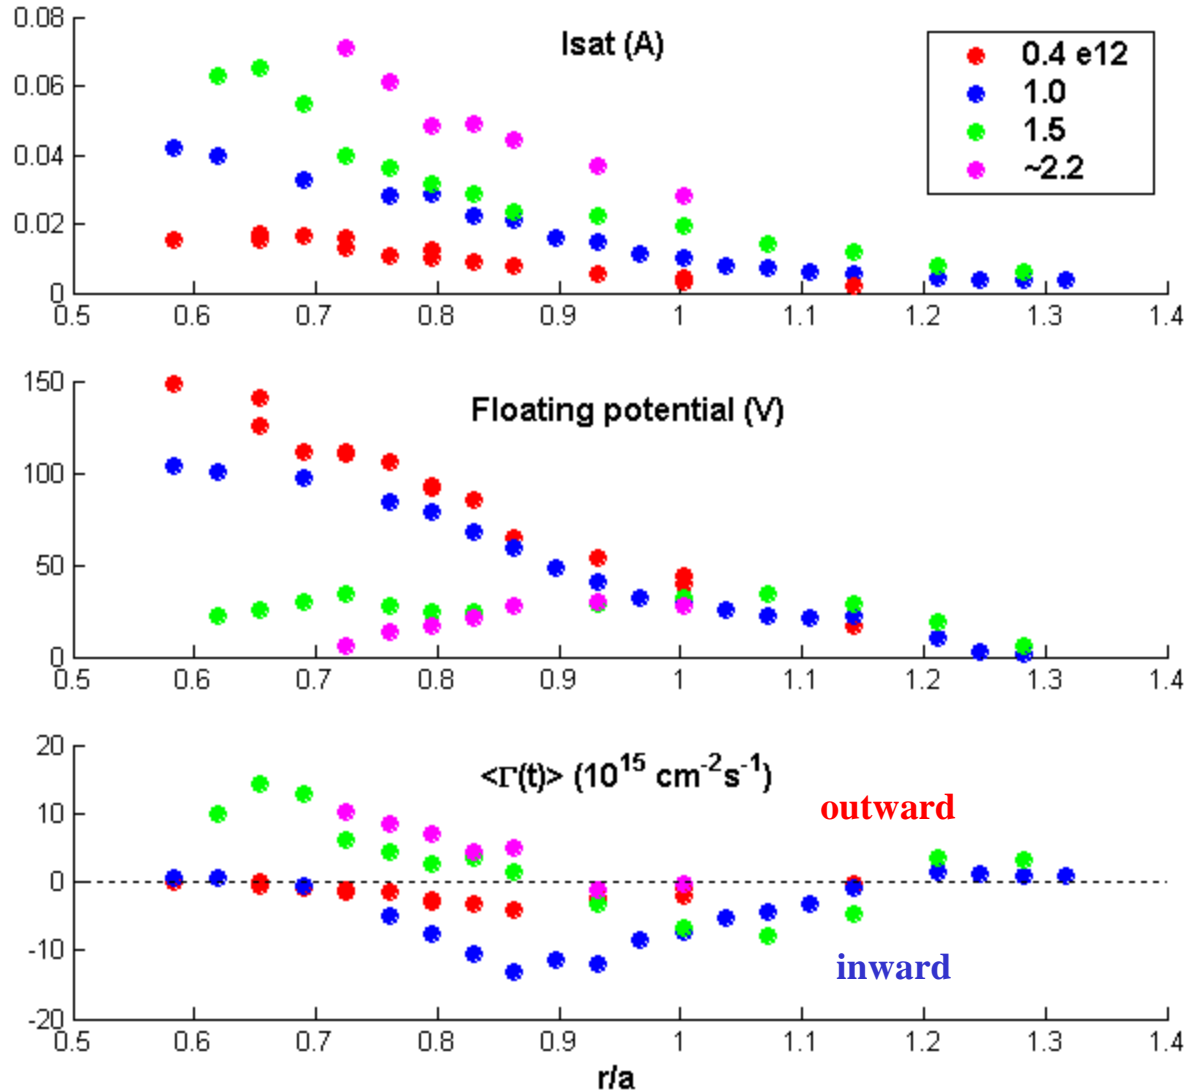 Isat (A)
0.08
0.06
0.04
0.02
0
0.5 0.6 0.7 0.8 0.9 1 1.1 1.2 1.3 1.4
0.4 e12
1.0
1.5
~2.2
Floating potential (V)
150
100
50
0
0.5 0.6 0.7 0.8 0.9 1 1.1 1.2 1.3 1.4
<Γ(t)> (10^15 cm^-2 s^-1)
20
10
0
-10
-20
outward
inward
0.5 0.6 0.7 0.8 0.9 1 1.1 1.2 1.3 1.4
r/a